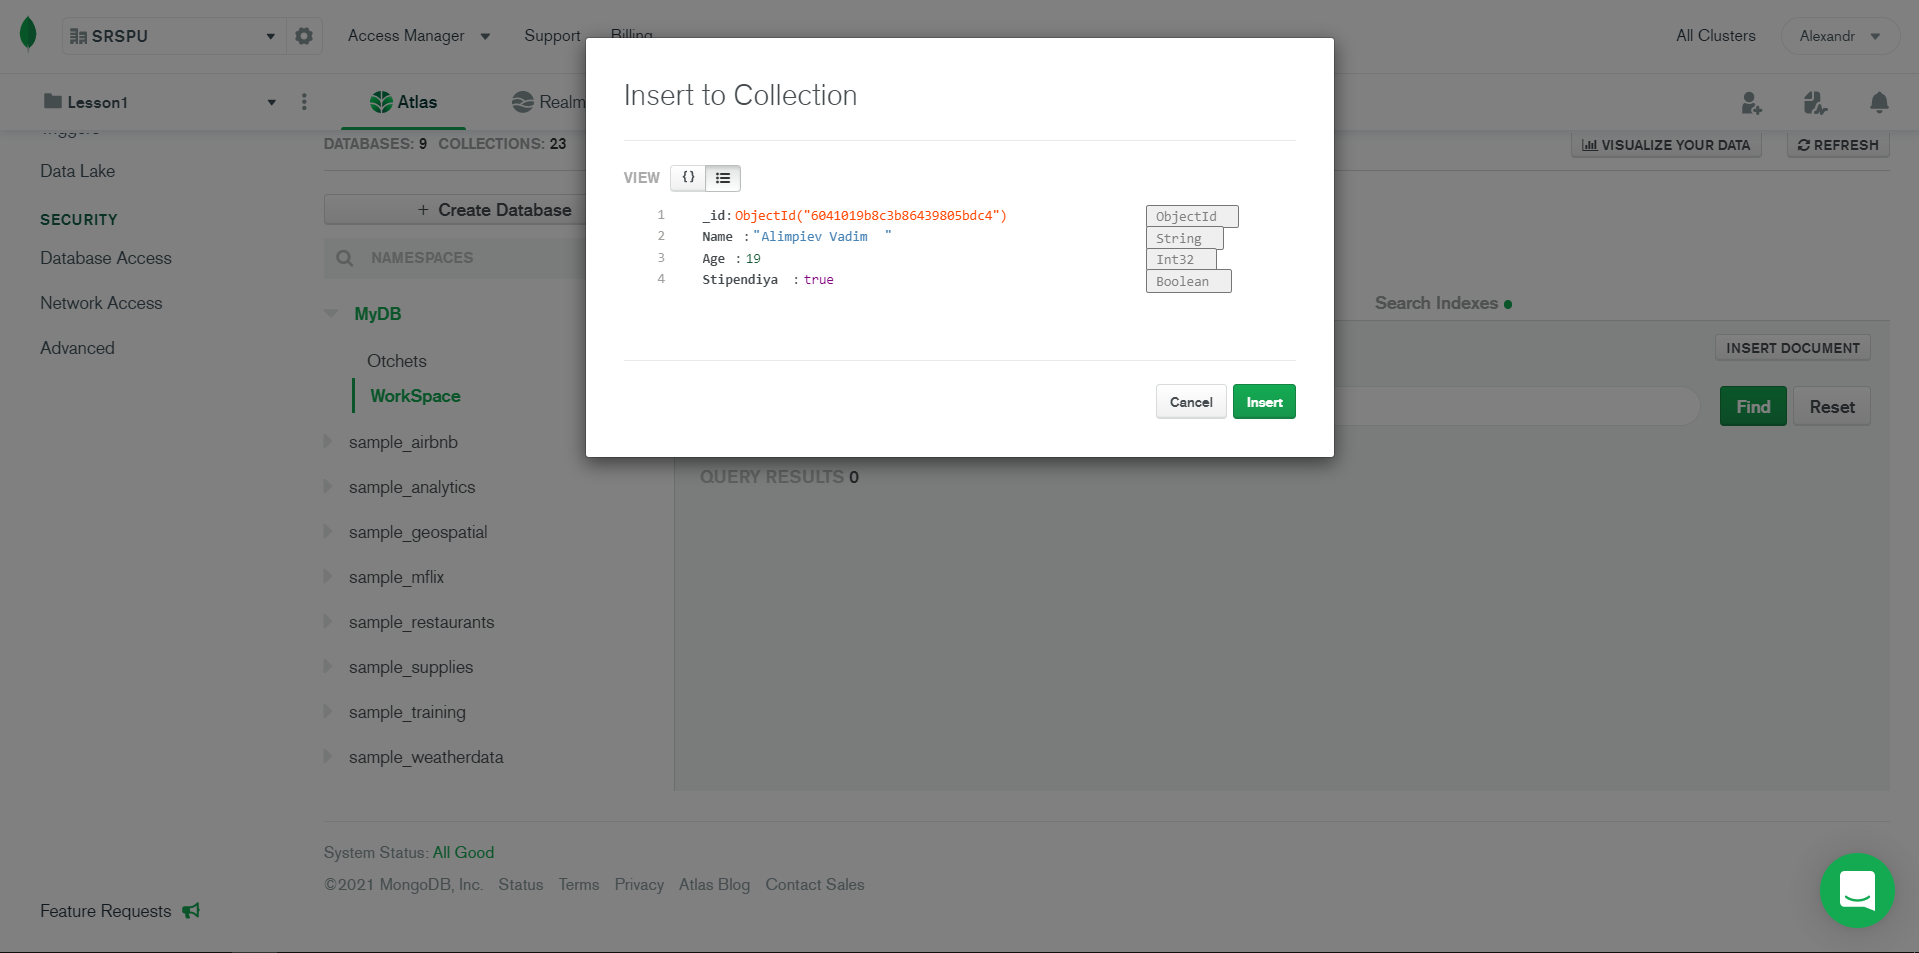 SRSPU
Access Manager
Support
Billing
All Clusters
Alexandr
Lesson1
Atlas
Realm
Triggers
DATABASES: 9 COLLECTIONS: 23
VISUALIZE YOUR DATA
REFRESH
Data Lake
SECURITY
Database Access
Network Access
Advanced
Feature Requests
+ Create Database
NAMESPACES
MyDB
Otchets
WorkSpace
sample_airbnb
sample_analytics
sample_geospatial
sample_mflix
sample_restaurants
sample_supplies
sample_training
sample_weatherdata
Insert to Collection
VIEW {}
1 _id:ObjectId("6041019b8c3b86439805bdc4") ObjectId
2 Name :"Alimpiev Vadim " String
3 Age :19 Int32
4 Stipendiya :true Boolean
Cancel
Insert
Search Indexes
INSERT DOCUMENT
Find
Reset
QUERY RESULTS 0
System Status: All Good
©2021 MongoDB, Inc. Status Terms Privacy Atlas Blog Contact Sales